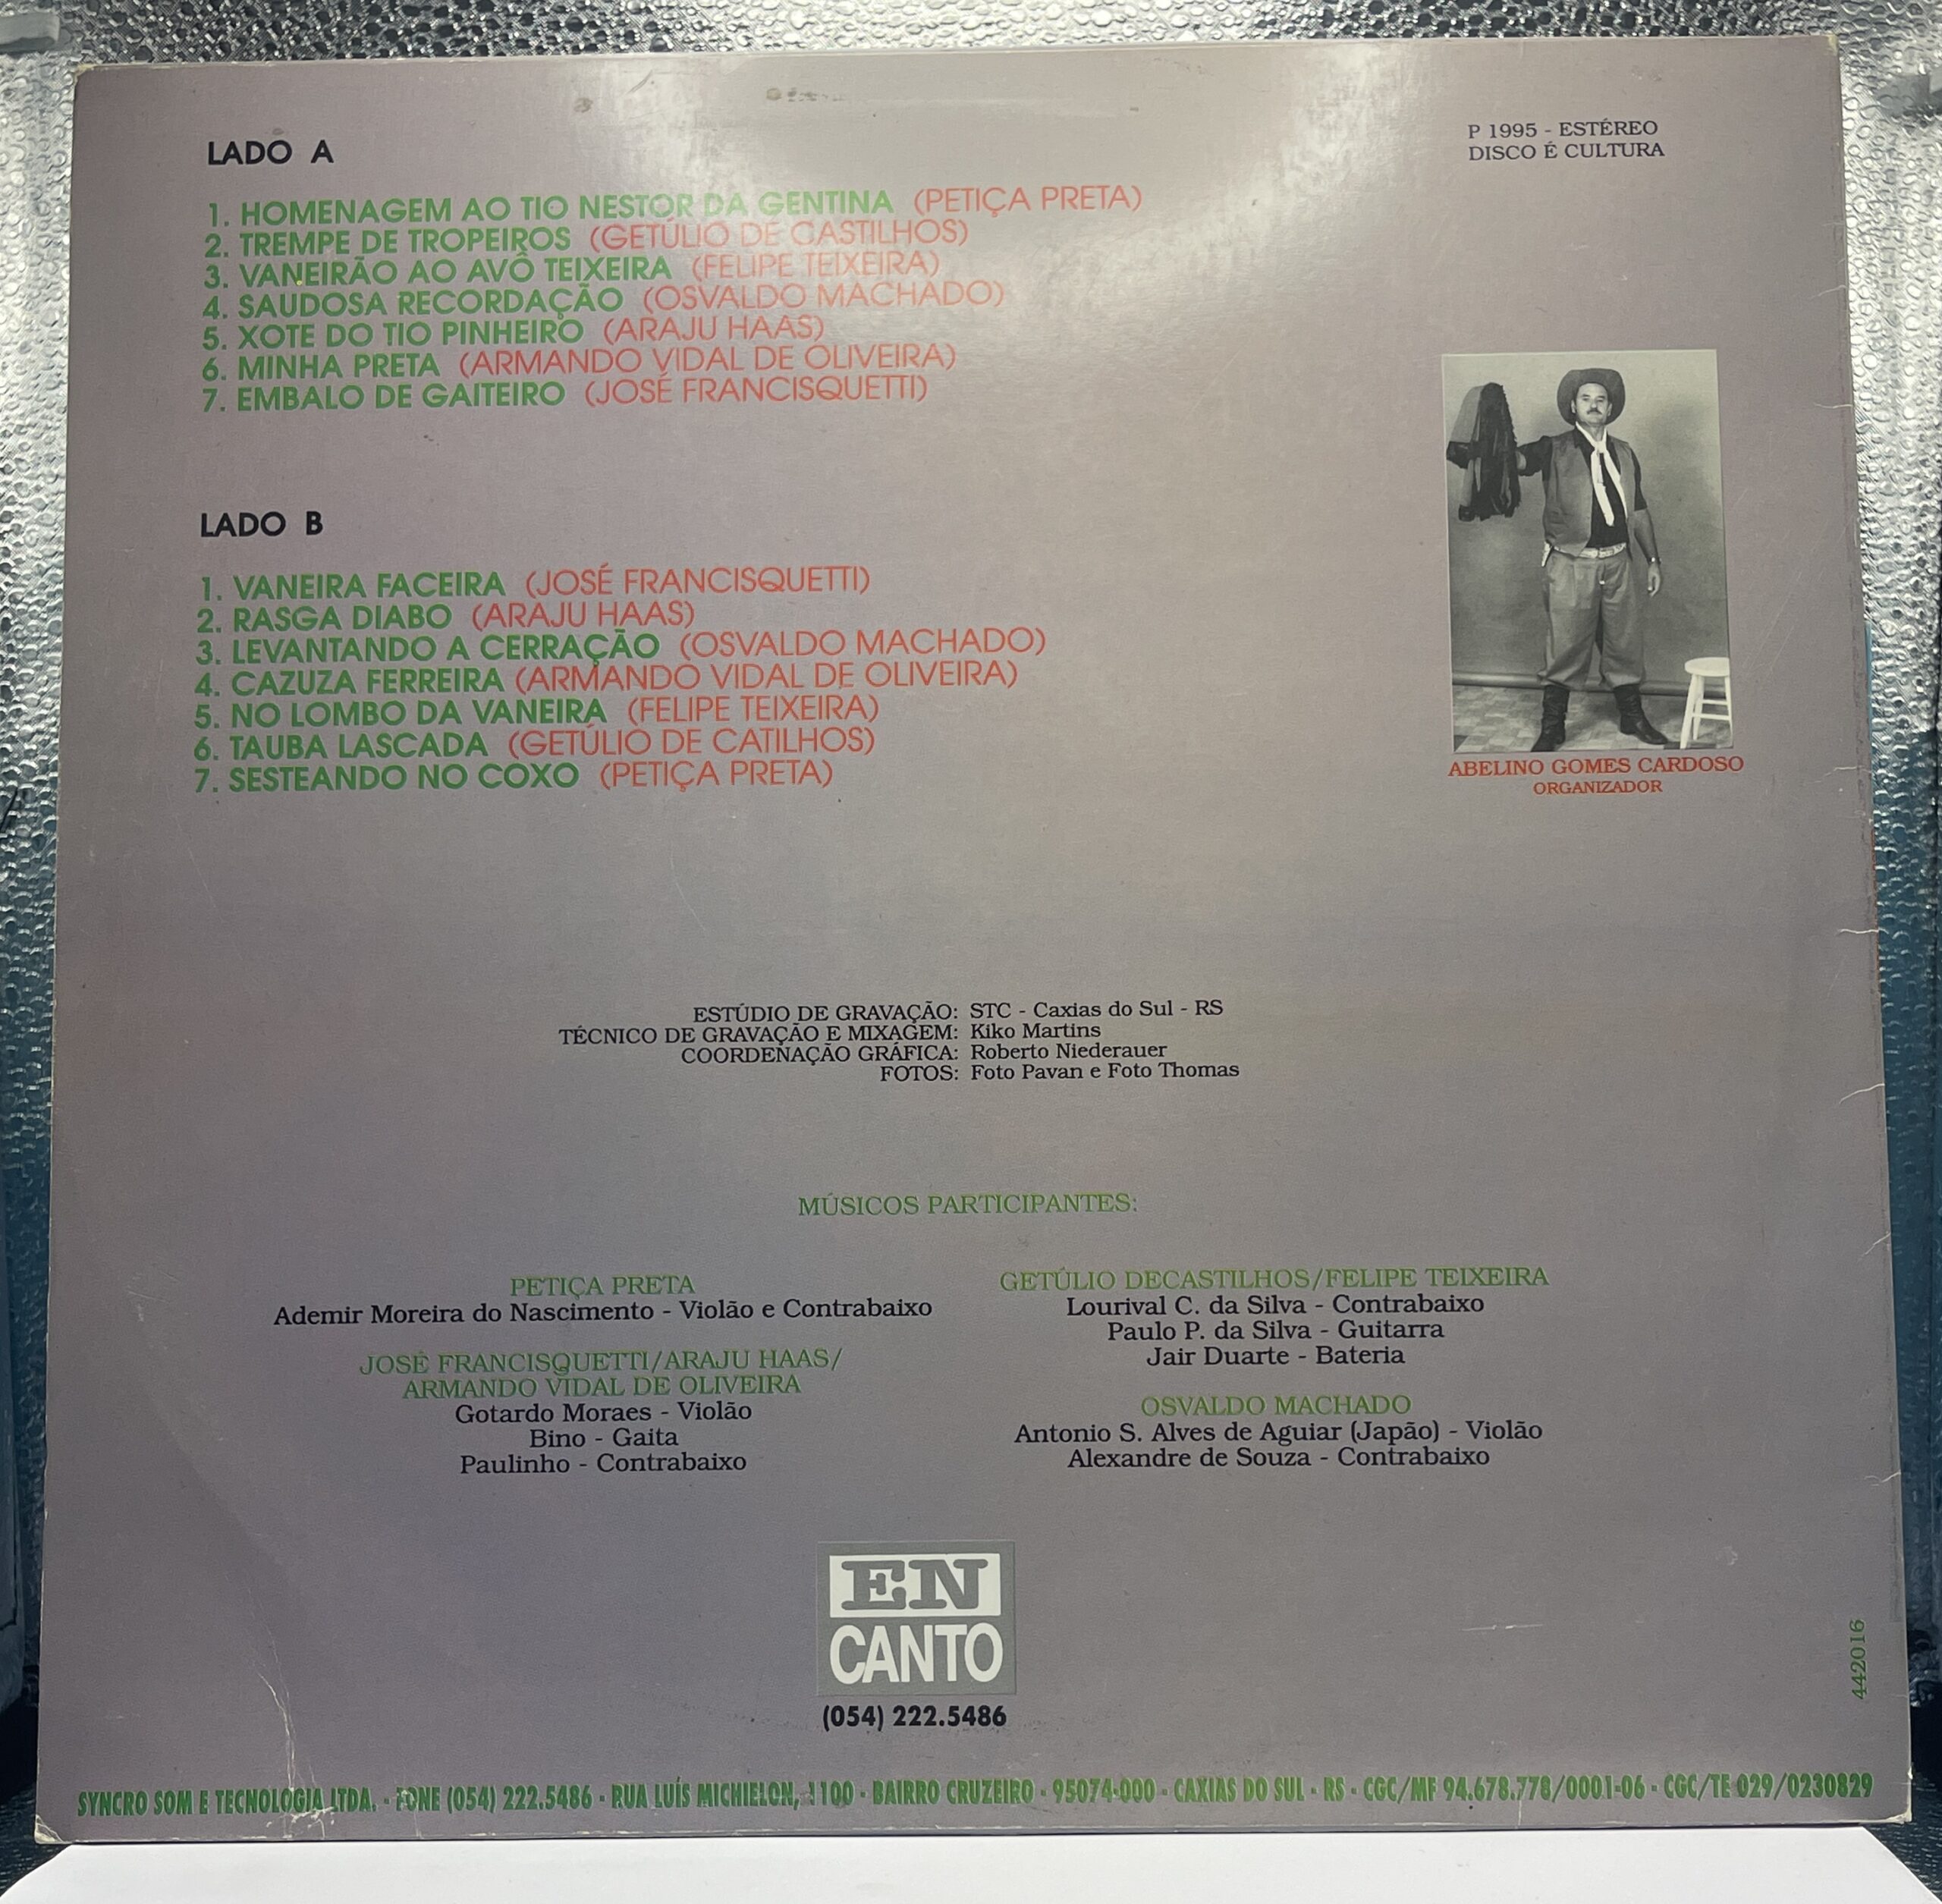 P 1995 - ESTÉREO
DISCO É CULTURA
LADO A
1. HOMENAGEM AO TIO NESTOR DA GENTINA (PETIÇA PRETA)
2. TREMPE DE TROPEIROS (GETÚLIO DE CASTILHOS)
3. VANEIRÃO AO AVÔ TEIXEIRA (FELIPE TEIXEIRA)
4. SAUDOSA RECORDAÇÃO (OSVALDO MACHADO)
5. XOTE DO TIO PINHEIRO (ARAJU HAAS)
6. MINHA PRETA (ARMANDO VIDAL DE OLIVEIRA)
7. EMBALO DE GAITEIRO (JOSÉ FRANCISQUETTI)
LADO B
1. VANEIRA FACEIRA (JOSÉ FRANCISQUETTI)
2. RASGA DIABO (ARAJU HAAS)
3. LEVANTANDO A CERRAÇÃO (OSVALDO MACHADO)
4. CAZUZA FERREIRA (ARMANDO VIDAL DE OLIVEIRA)
5. NO LOMBO DA VANEIRA (FELIPE TEIXEIRA)
6. TAUBA LASCADA (GETÚLIO DE CATILHOS)
7. SESTEANDO NO COXO (PETIÇA PRETA)
ABELINO GOMES CARDOSO
ORGANIZADOR
ESTÚDIO DE GRAVAÇÃO: STC - Caxias do Sul - RS
TÉCNICO DE GRAVAÇÃO E MIXAGEM: Kiko Martins
COORDENAÇÃO GRÁFICA: Roberto Niederauer
FOTOS: Foto Pavan e Foto Thomas
MÚSICOS PARTICIPANTES:
PETIÇA PRETA
Ademir Moreira do Nascimento - Violão e Contrabaixo
JOSÉ FRANCISQUETTI/ARAJU HAAS/
ARMANDO VIDAL DE OLIVEIRA
Gotardo Moraes - Violão
Bino - Gaita
Paulinho - Contrabaixo
GETÚLIO DECASTILHOS/FELIPE TEIXEIRA
Lourival C. da Silva - Contrabaixo
Paulo P. da Silva - Guitarra
Jair Duarte - Bateria
OSVALDO MACHADO
Antonio S. Alves de Aguiar (Japão) - Violão
Alexandre de Souza - Contrabaixo
EN
CANTO
(054) 222.5486
442016
SYNCRO SOM E TECNOLOGIA LTDA. - FONE (054) 222.5486 - RUA LUÍS MICHIELON, 1100 - BAIRRO CRUZEIRO - 95074-000 - CAXIAS DO SUL - RS - CGC/MF 94.678.778/0001-06 - CGC/TE 029/0230829